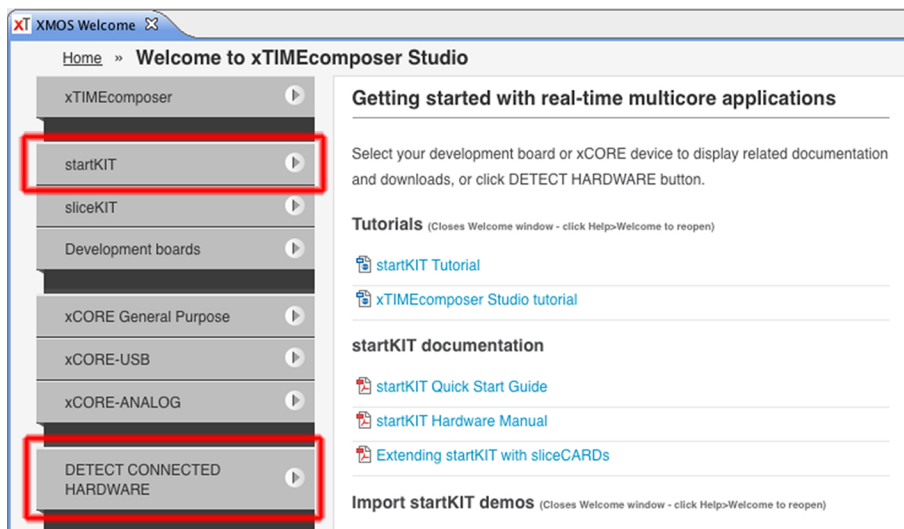 XT XMOS Welcome
Home » Welcome to xTIMEcomposer Studio
xTIMEcomposer
startKIT
sliceKIT
Development boards
xCORE General Purpose
xCORE-USB
xCORE-ANALOG
DETECT CONNECTED
HARDWARE
Getting started with real-time multicore applications
Select your development board or xCORE device to display related documentation
and downloads, or click DETECT HARDWARE button.
Tutorials (Closes Welcome window - click Help>Welcome to reopen)
startKIT Tutorial
xTIMEcomposer Studio tutorial
startKIT documentation
startKIT Quick Start Guide
startKIT Hardware Manual
Extending startKIT with sliceCARDs
Import startKIT demos (Closes Welcome window - click Help>Welcome to reopen)